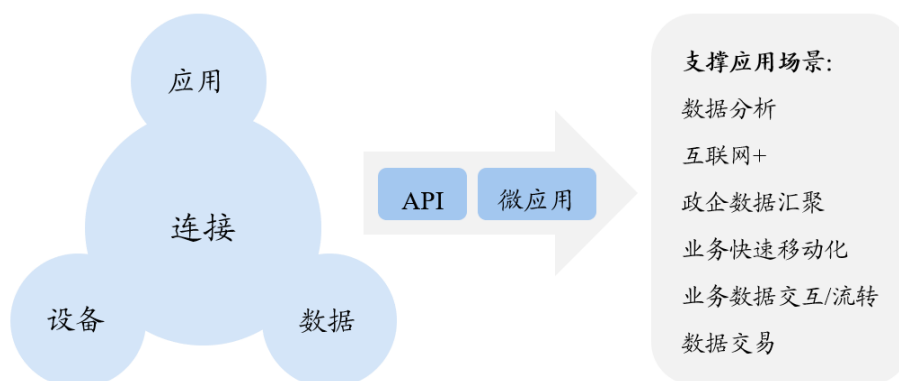 应用
连接
设备
数据
API
微应用
支撑应用场景:
数据分析
互联网+
政企数据汇聚
业务快速移动化
业务数据交互/流转
数据交易